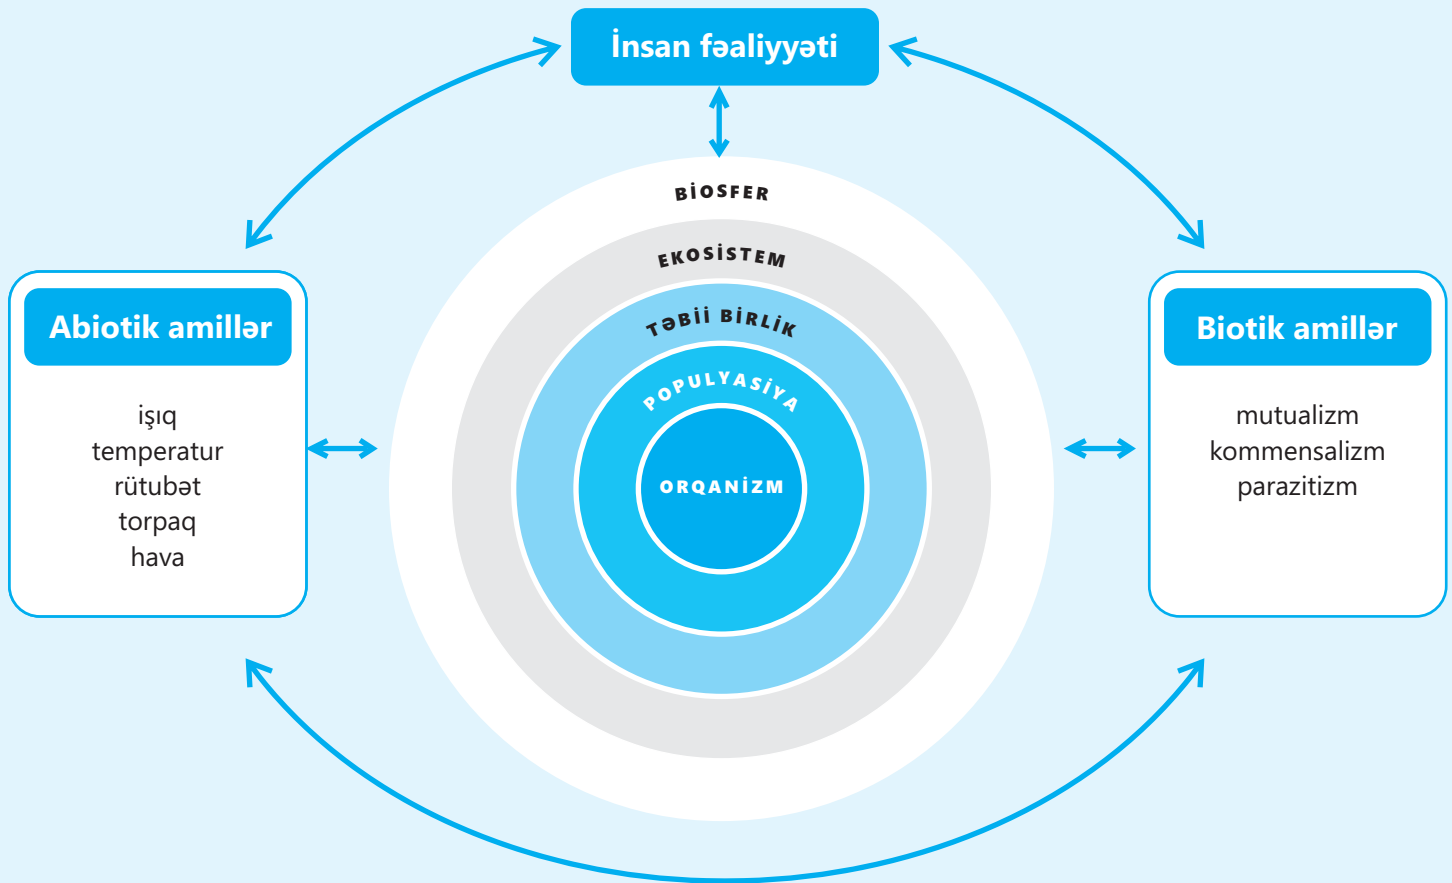 İnsan fəaliyyəti
BİOSFER
EKOSİSTEM
TƏBİİ BİRLİK
POPULYASİYA
ORQANİZM
Abiotik amillər
işıq
temperatur
rütubət
torpaq
hava
Biotik amillər
mutualizm
kommensalizm
parazitizm